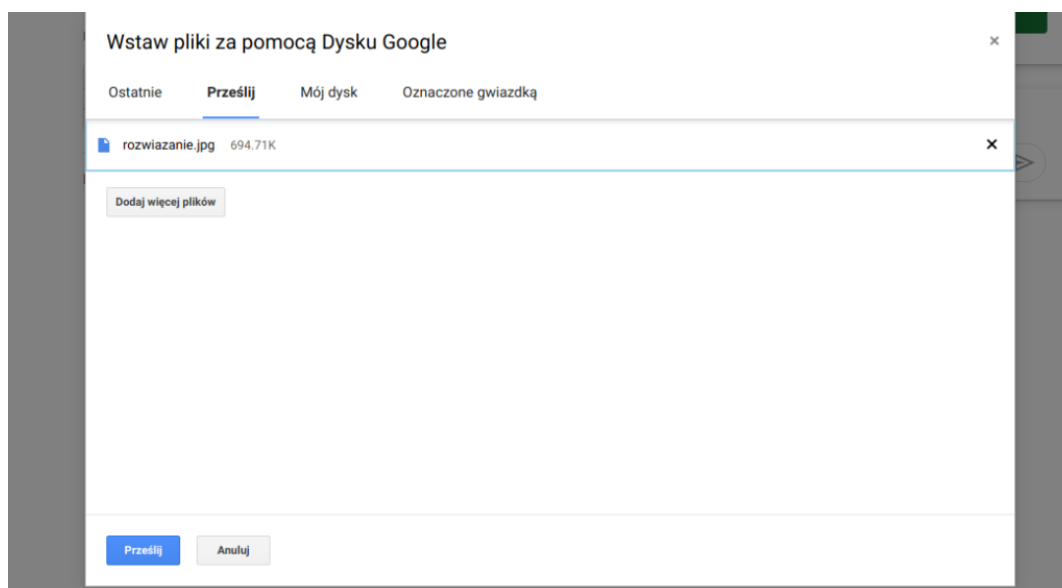 Wstaw pliki za pomocą Dysku Google
×
Ostatnie Prześlij Mój dysk Oznaczone gwiazdką
rozwiazanie.jpg 694.71K
Dodaj więcej plików
Prześlij Anuluj